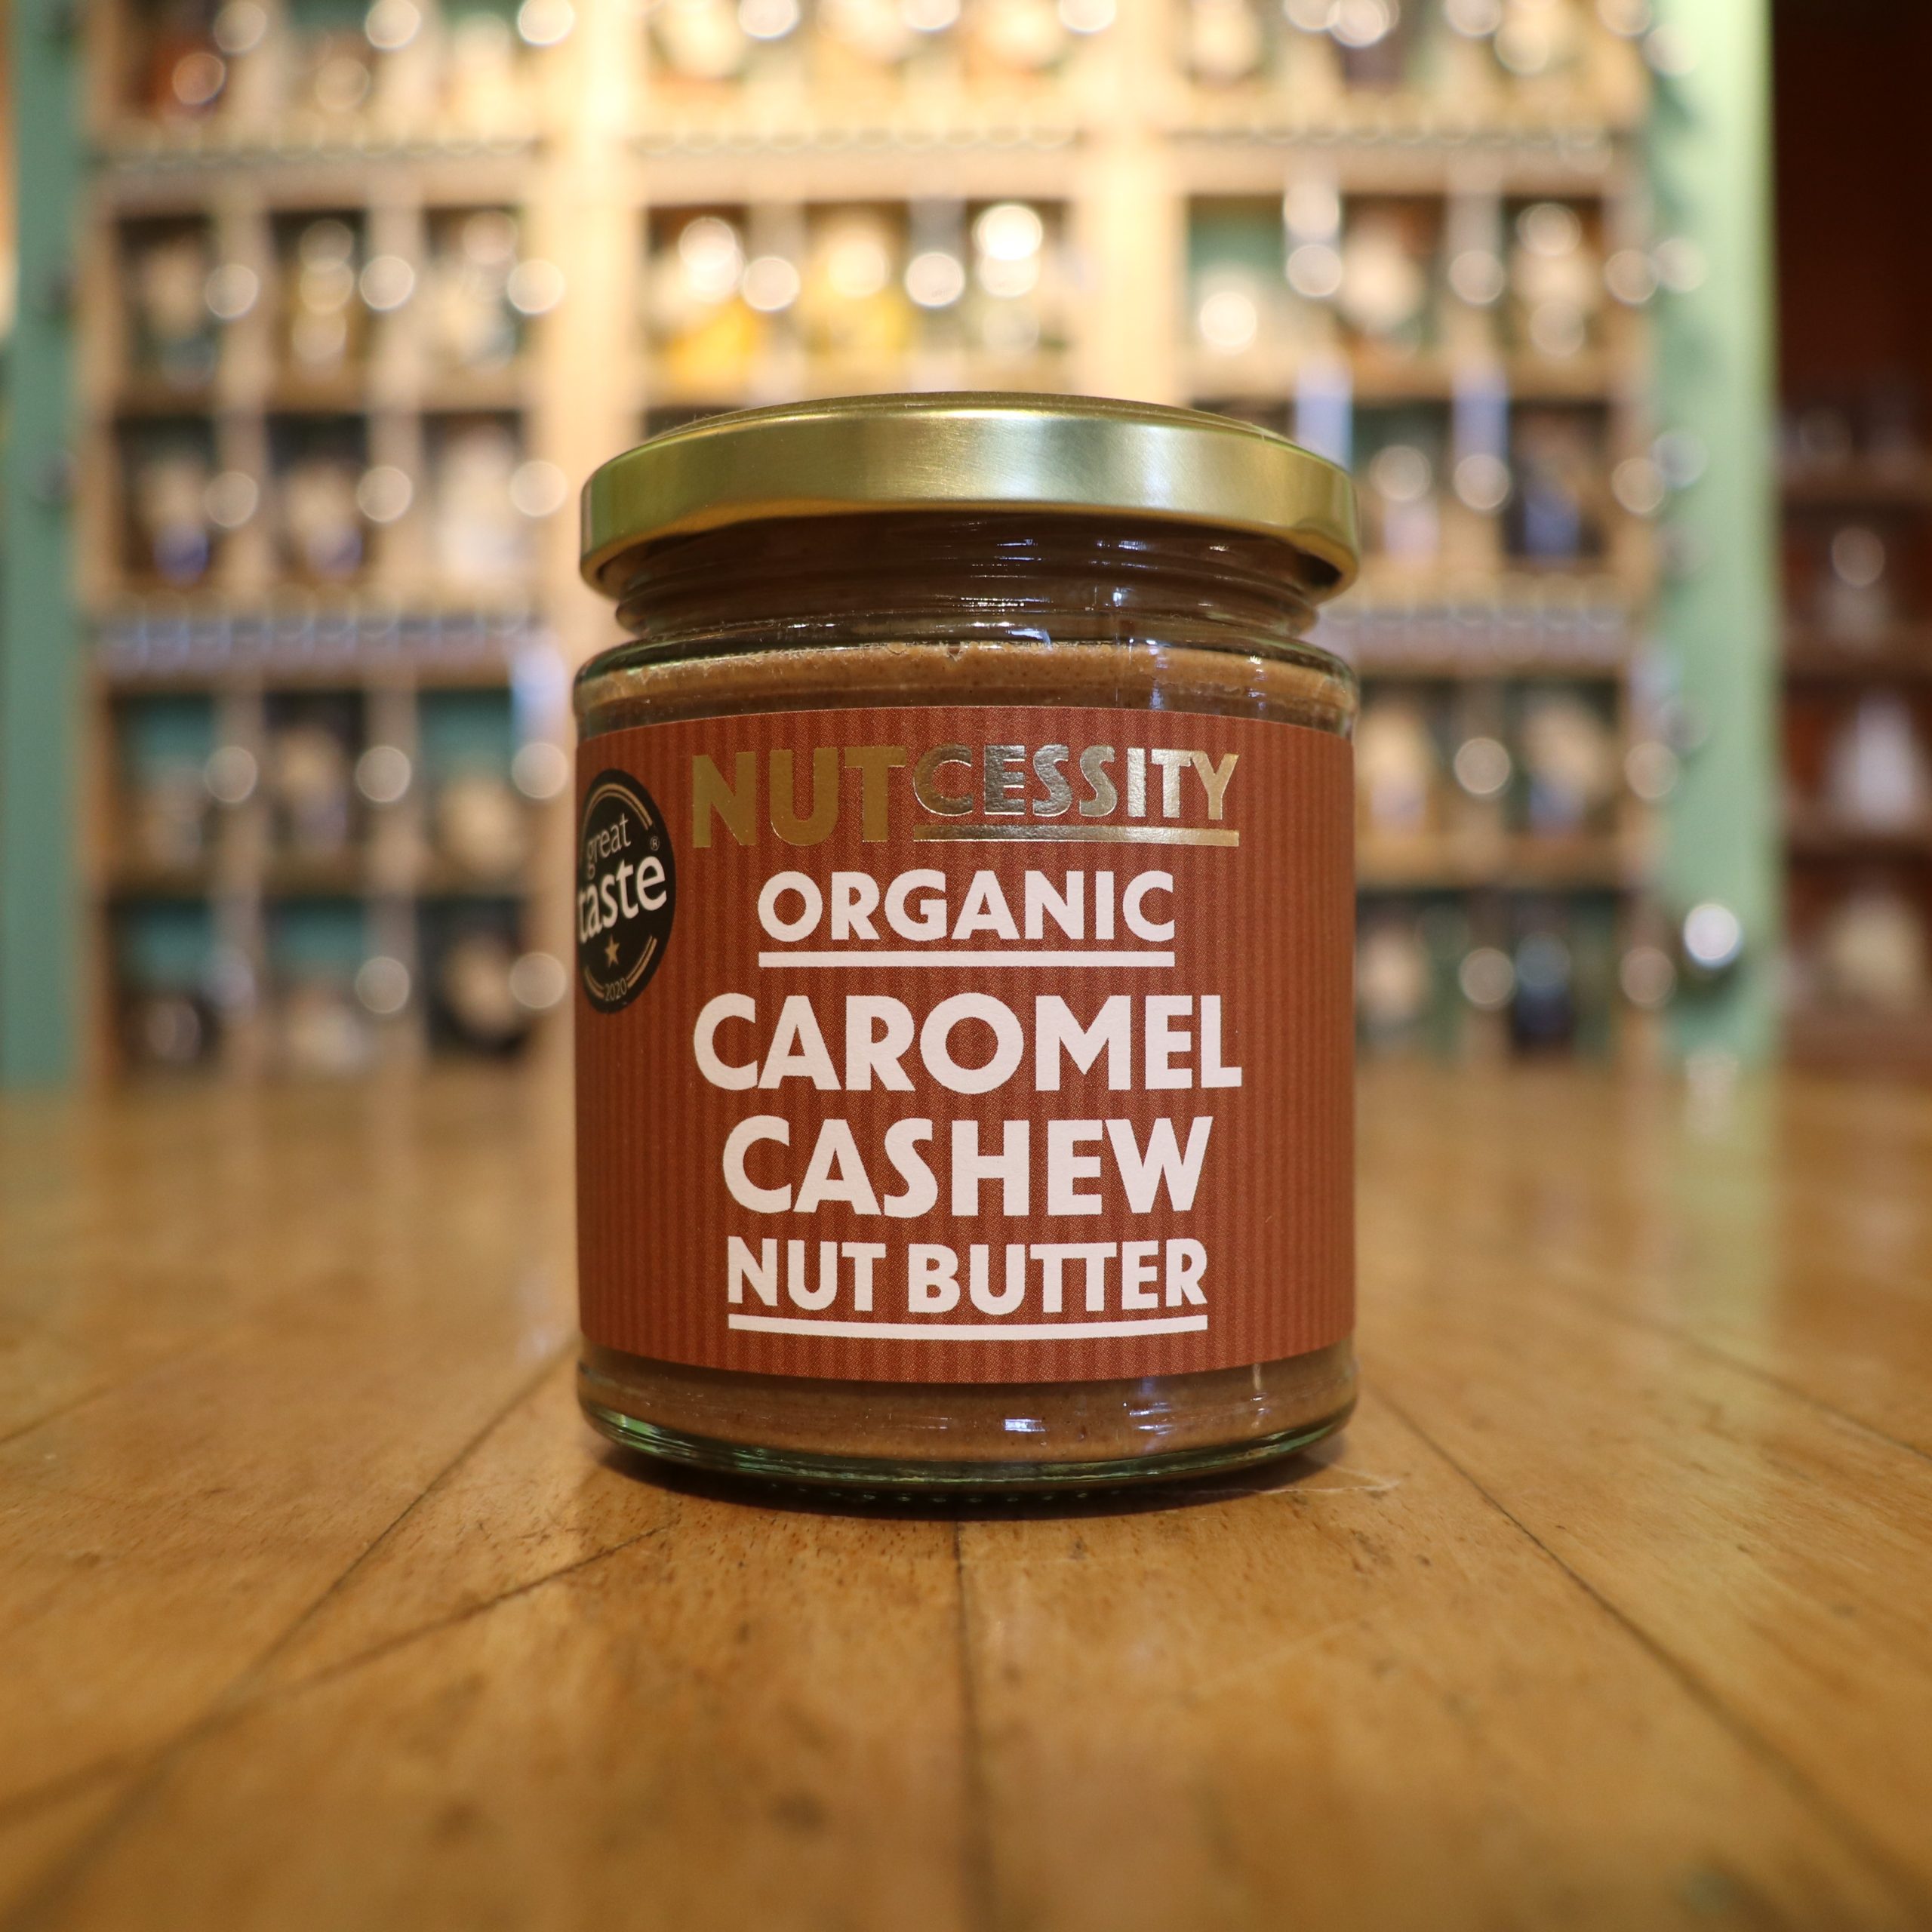 NUTCESSITY
great
taste®
2020
ORGANIC
CAROMEL
CASHEW
NUT BUTTER